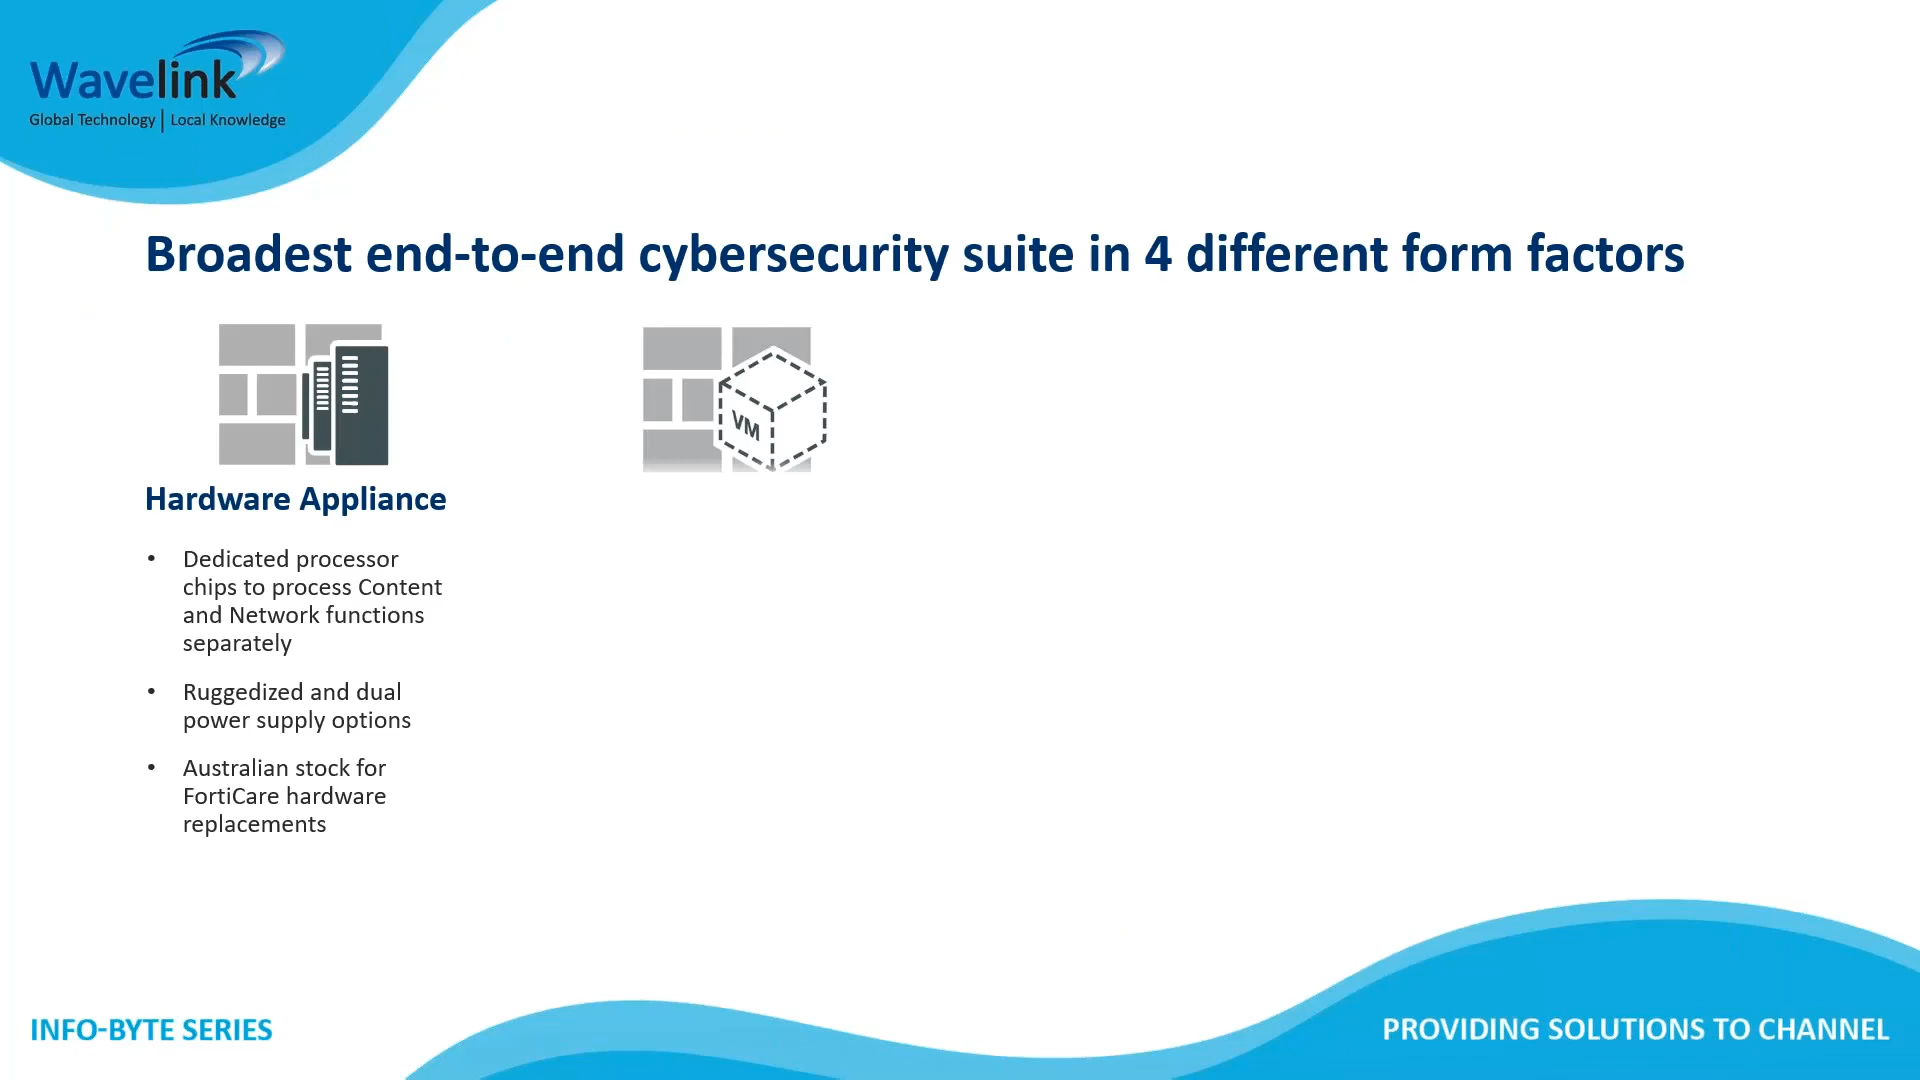 Wavelink
Global Technology | Local Knowledge
Broadest end-to-end cybersecurity suite in 4 different form factors
VM
Hardware Appliance
• Dedicated processor
chips to process Content
and Network functions
separately
• Ruggedized and dual
power supply options
• Australian stock for
FortiCare hardware
replacements
INFO-BYTE SERIES
PROVIDING SOLUTIONS TO CHANNEL